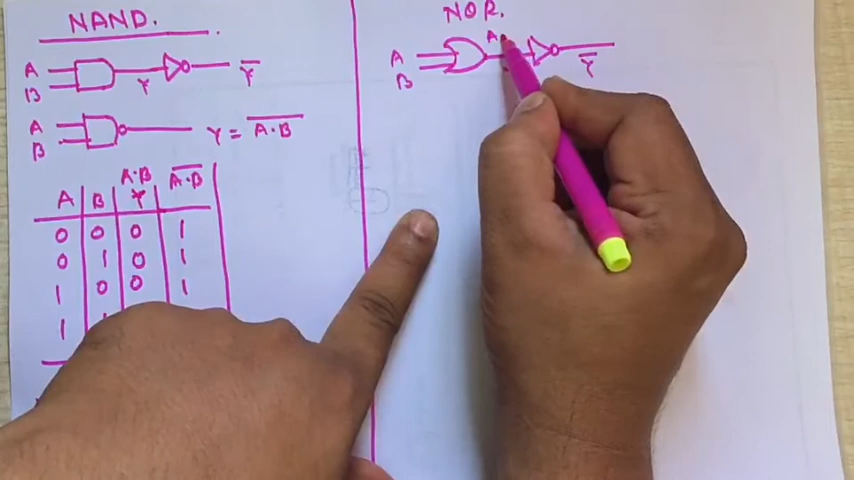 NAND.
A
B
Y
Y̅
A
B
Y = A̅·̅B̅
A B A·B Y A̅·̅B̅
0 0 0 1
0 1 0 1
1 0 0 1
1
NOR.
A
A
B
Y̅